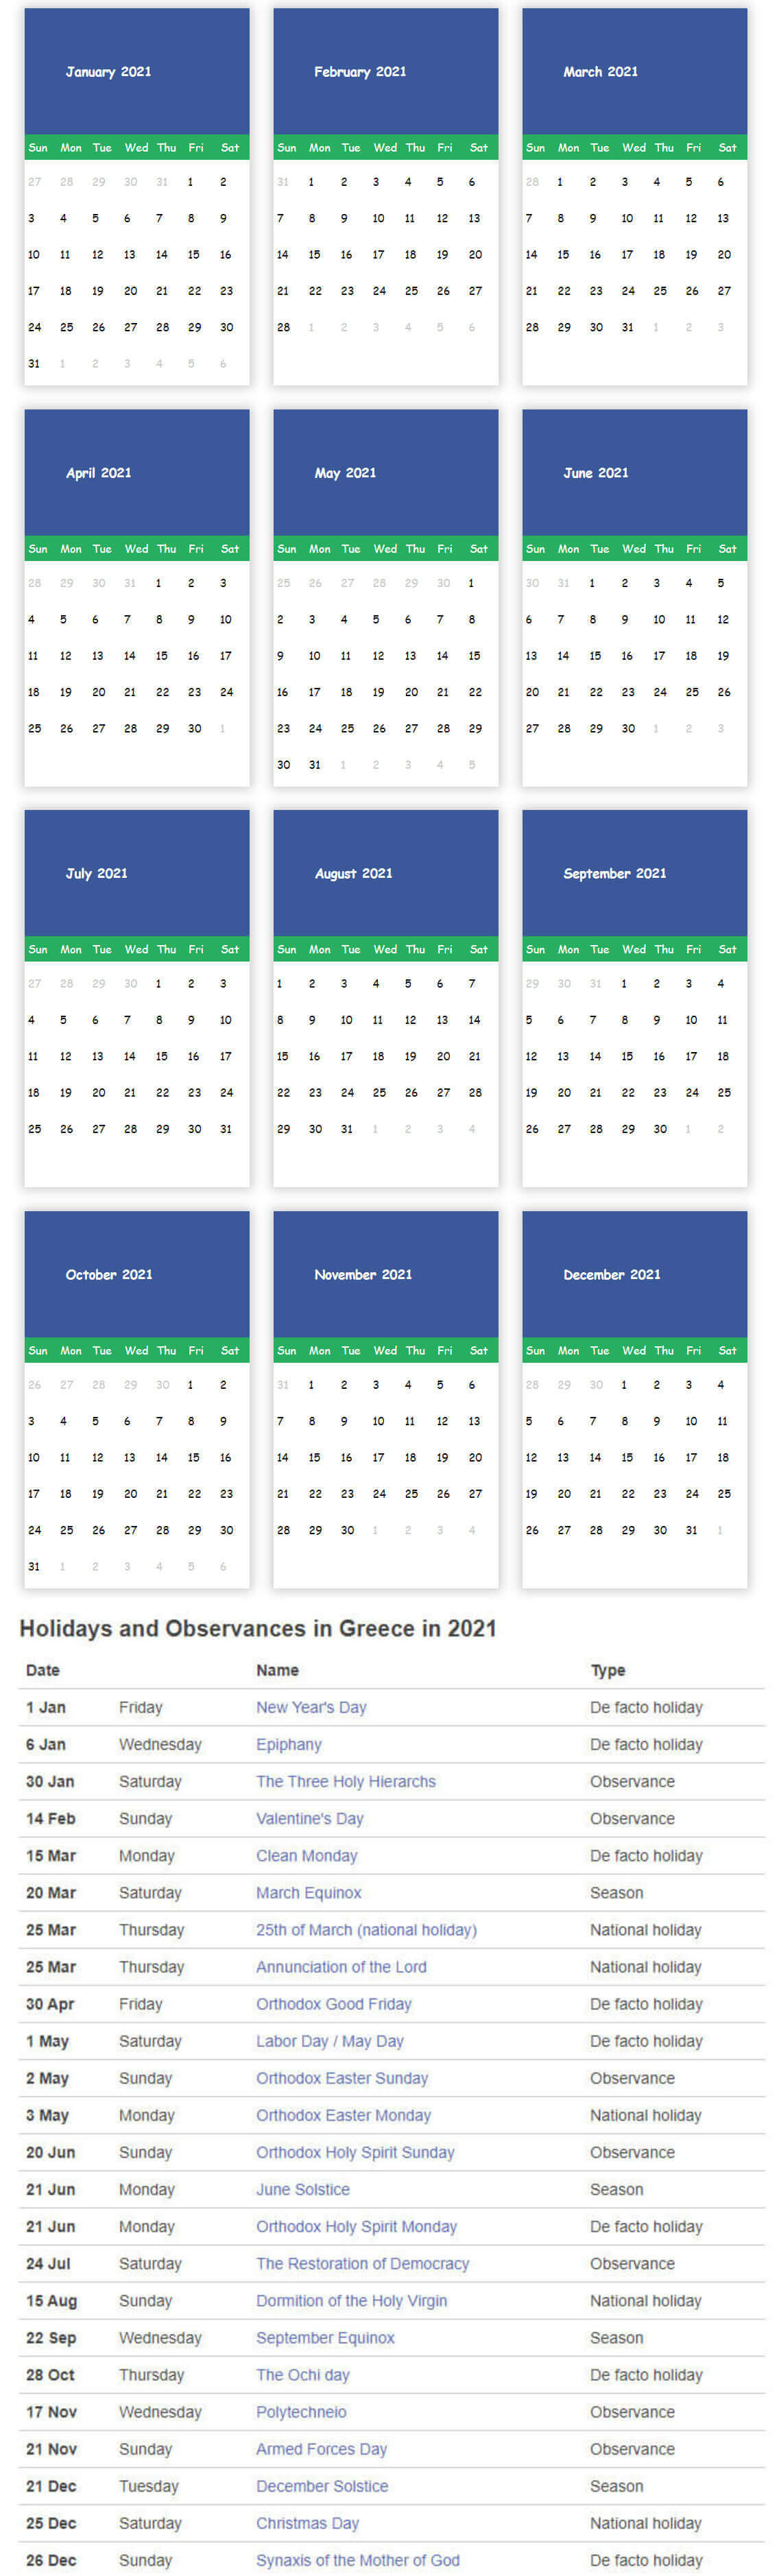 January 2021
Sun Mon Tue Wed Thu Fri Sat
27 28 29 30 31 1 2
3 4 5 6 7 8 9
10 11 12 13 14 15 16
17 18 19 20 21 22 23
24 25 26 27 28 29 30
31 1 2 3 4 5 6
February 2021
Sun Mon Tue Wed Thu Fri Sat
31 1 2 3 4 5 6
7 8 9 10 11 12 13
14 15 16 17 18 19 20
21 22 23 24 25 26 27
28 1 2 3 4 5 6
March 2021
Sun Mon Tue Wed Thu Fri Sat
28 1 2 3 4 5 6
7 8 9 10 11 12 13
14 15 16 17 18 19 20
21 22 23 24 25 26 27
28 29 30 31 1 2 3
April 2021
Sun Mon Tue Wed Thu Fri Sat
28 29 30 31 1 2 3
4 5 6 7 8 9 10
11 12 13 14 15 16 17
18 19 20 21 22 23 24
25 26 27 28 29 30 1
May 2021
Sun Mon Tue Wed Thu Fri Sat
25 26 27 28 29 30 1
2 3 4 5 6 7 8
9 10 11 12 13 14 15
16 17 18 19 20 21 22
23 24 25 26 27 28 29
30 31 1 2 3 4 5
June 2021
Sun Mon Tue Wed Thu Fri Sat
30 31 1 2 3 4 5
6 7 8 9 10 11 12
13 14 15 16 17 18 19
20 21 22 23 24 25 26
27 28 29 30 1 2 3
July 2021
Sun Mon Tue Wed Thu Fri Sat
27 28 29 30 1 2 3
4 5 6 7 8 9 10
11 12 13 14 15 16 17
18 19 20 21 22 23 24
25 26 27 28 29 30 31
August 2021
Sun Mon Tue Wed Thu Fri Sat
1 2 3 4 5 6 7
8 9 10 11 12 13 14
15 16 17 18 19 20 21
22 23 24 25 26 27 28
29 30 31 1 2 3 4
September 2021
Sun Mon Tue Wed Thu Fri Sat
29 30 31 1 2 3 4
5 6 7 8 9 10 11
12 13 14 15 16 17 18
19 20 21 22 23 24 25
26 27 28 29 30 1 2
October 2021
Sun Mon Tue Wed Thu Fri Sat
26 27 28 29 30 1 2
3 4 5 6 7 8 9
10 11 12 13 14 15 16
17 18 19 20 21 22 23
24 25 26 27 28 29 30
31 1 2 3 4 5 6
November 2021
Sun Mon Tue Wed Thu Fri Sat
31 1 2 3 4 5 6
7 8 9 10 11 12 13
14 15 16 17 18 19 20
21 22 23 24 25 26 27
28 29 30 1 2 3 4
December 2021
Sun Mon Tue Wed Thu Fri Sat
28 29 30 1 2 3 4
5 6 7 8 9 10 11
12 13 14 15 16 17 18
19 20 21 22 23 24 25
26 27 28 29 30 31 1
Holidays and Observances in Greece in 2021
Date Name Type
1 Jan Friday New Year's Day De facto holiday
6 Jan Wednesday Epiphany De facto holiday
30 Jan Saturday The Three Holy Hierarchs Observance
14 Feb Sunday Valentine's Day Observance
15 Mar Monday Clean Monday De facto holiday
20 Mar Saturday March Equinox Season
25 Mar Thursday 25th of March (national holiday) National holiday
25 Mar Thursday Annunciation of the Lord National holiday
30 Apr Friday Orthodox Good Friday De facto holiday
1 May Saturday Labor Day / May Day De facto holiday
2 May Sunday Orthodox Easter Sunday Observance
3 May Monday Orthodox Easter Monday National holiday
20 Jun Sunday Orthodox Holy Spirit Sunday Observance
21 Jun Monday June Solstice Season
21 Jun Monday Orthodox Holy Spirit Monday De facto holiday
24 Jul Saturday The Restoration of Democracy Observance
15 Aug Sunday Dormition of the Holy Virgin National holiday
22 Sep Wednesday September Equinox Season
28 Oct Thursday The Ochi day De facto holiday
17 Nov Wednesday Polytechneio Observance
21 Nov Sunday Armed Forces Day Observance
21 Dec Tuesday December Solstice Season
25 Dec Saturday Christmas Day National holiday
26 Dec Sunday Synaxis of the Mother of God De facto holiday